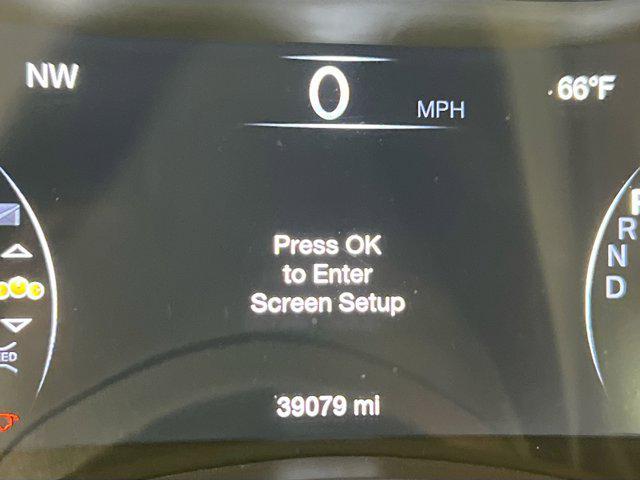 NW
0 MPH
66°F
Press OK
to Enter
Screen Setup
R
N
D
39079 mi